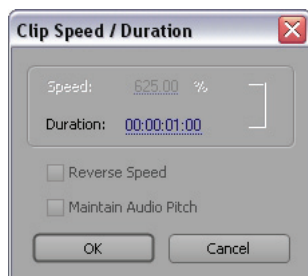 Clip Speed / Duration
Speed: 625.00 %
Duration: 00:00:01:00
Reverse Speed
Maintain Audio Pitch
OK Cancel